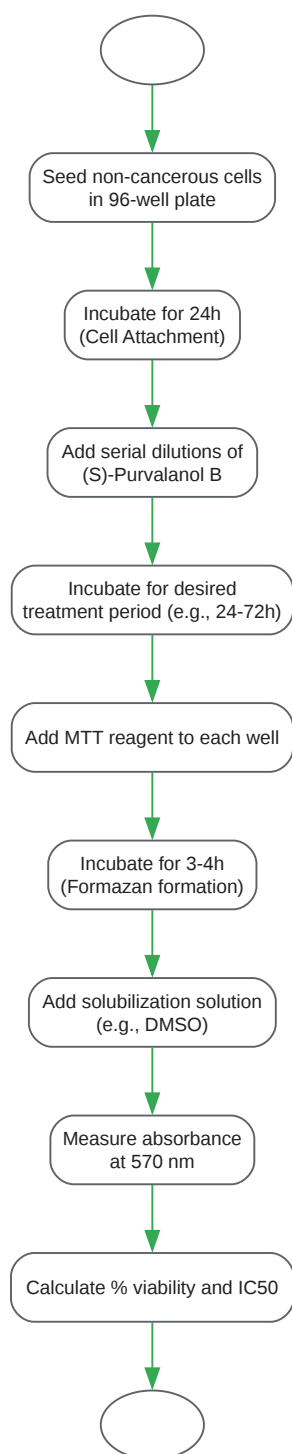 Seed non-cancerous cells
in 96-well plate
Incubate for 24h
(Cell Attachment)
Add serial dilutions of
(S)-Purvalanol B
Incubate for desired
treatment period (e.g., 24-72h)
Add MTT reagent to each well
Incubate for 3-4h
(Formazan formation)
Add solubilization solution
(e.g., DMSO)
Measure absorbance
at 570 nm
Calculate % viability and IC50